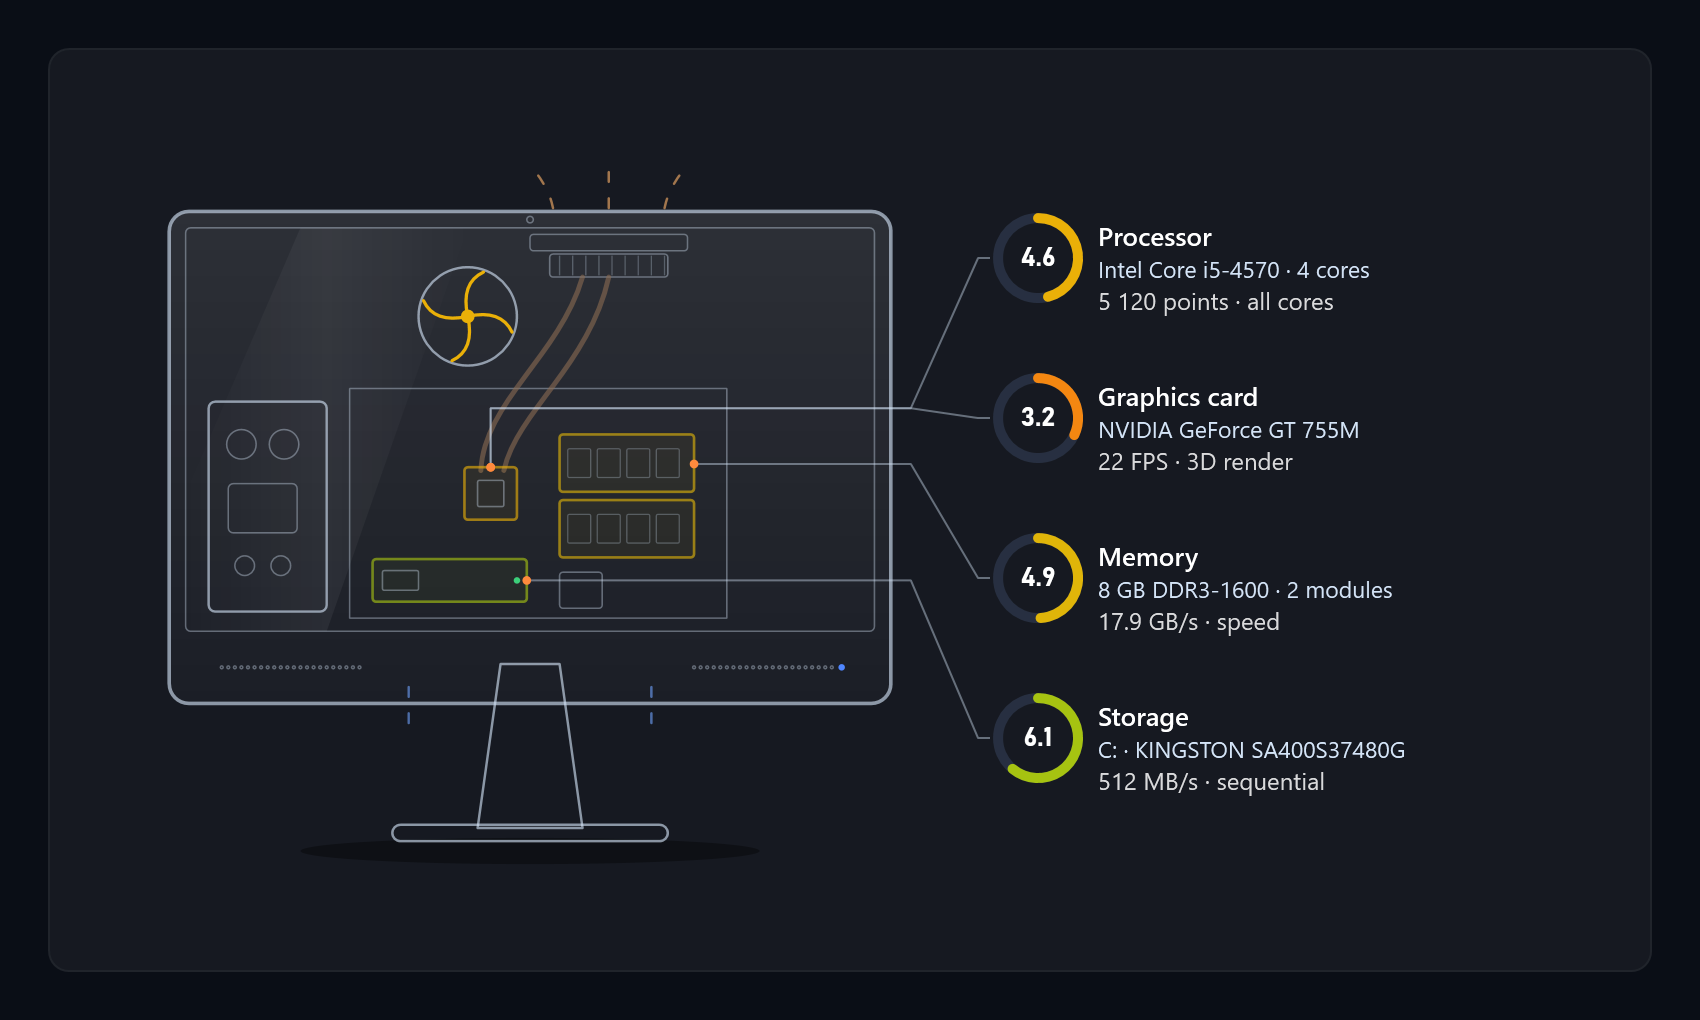 4.6
Processor
Intel Core i5-4570 · 4 cores
5 120 points · all cores
3.2
Graphics card
NVIDIA GeForce GT 755M
22 FPS · 3D render
4.9
Memory
8 GB DDR3-1600 · 2 modules
17.9 GB/s · speed
6.1
Storage
C: · KINGSTON SA400S37480G
512 MB/s · sequential